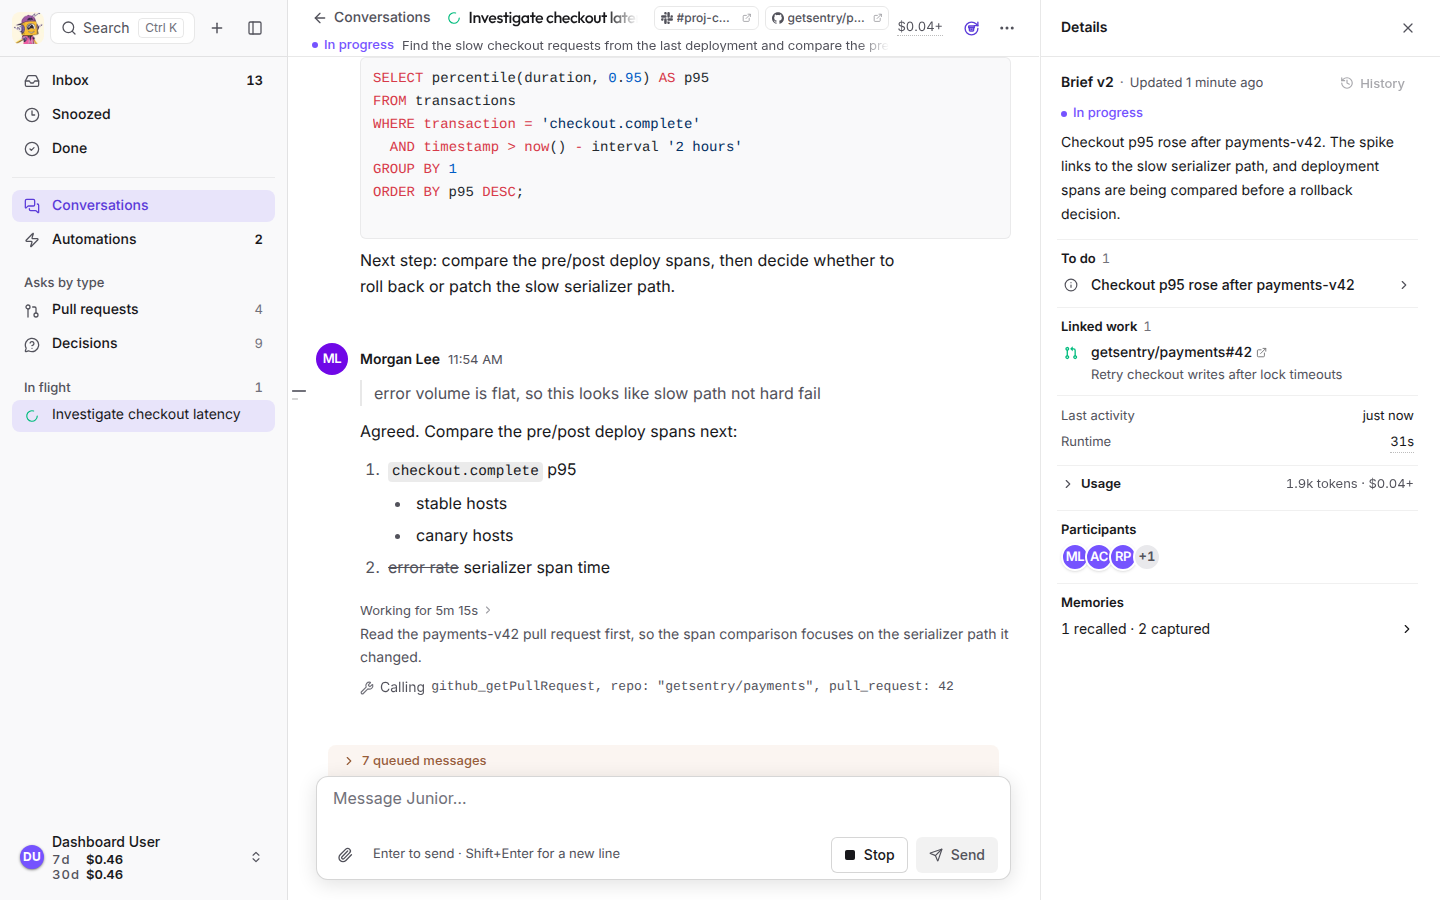 Search Ctrl K
Inbox 13
Snoozed
Done
Conversations
Automations 2
Asks by type
Pull requests 4
Decisions 9
In flight 1
Investigate checkout latency
DU Dashboard User
7d $0.46
30d $0.46
Conversations Investigate checkout late #proj-c... getsentry/p... $0.04+
In progress Find the slow checkout requests from the last deployment and compare the pre
SELECT percentile(duration, 0.95) AS p95
FROM transactions
WHERE transaction = 'checkout.complete'
AND timestamp > now() - interval '2 hours'
GROUP BY 1
ORDER BY p95 DESC;
Next step: compare the pre/post deploy spans, then decide whether to
roll back or patch the slow serializer path.
ML Morgan Lee 11:54 AM
error volume is flat, so this looks like slow path not hard fail
Agreed. Compare the pre/post deploy spans next:
1. checkout.complete p95
• stable hosts
• canary hosts
2. error rate serializer span time
Working for 5m 15s
Read the payments-v42 pull request first, so the span comparison focuses on the serializer path it
changed.
Calling github_getPullRequest, repo: "getsentry/payments", pull_request: 42
7 queued messages
Message Junior...
Enter to send · Shift+Enter for a new line Stop Send
Details
Brief v2 · Updated 1 minute ago History
In progress
Checkout p95 rose after payments-v42. The spike
links to the slow serializer path, and deployment
spans are being compared before a rollback
decision.
To do 1
Checkout p95 rose after payments-v42
Linked work 1
getsentry/payments#42
Retry checkout writes after lock timeouts
Last activity just now
Runtime 31s
Usage 1.9k tokens · $0.04+
Participants
ML AC RP +1
Memories
1 recalled · 2 captured